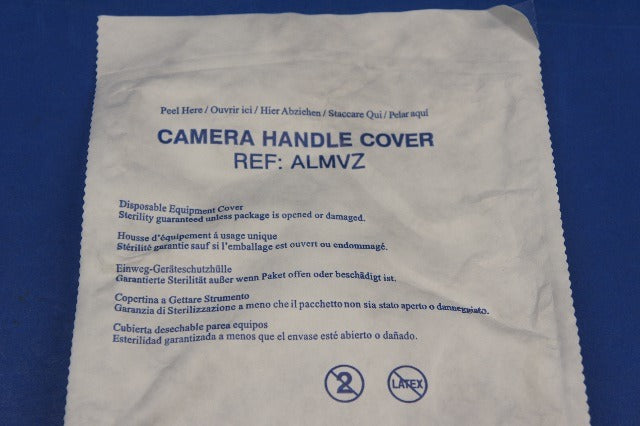 Peel Here / Ouvrir ici / Hier Abziehen / Staccare Qui / Pelar aqui
CAMERA HANDLE COVER
REF: ALMVZ
Disposable Equipment Cover
Sterility guaranteed unless package is opened or damaged.
Housse d'équipement á usage unique
Stérilité garantie sauf si l'emballage est ouvert ou endommagé.
Einweg-Geräteschutzhülle
Garantierte Sterilität außer wenn Paket offen oder beschädigt ist.
Copertina a Gettare Strumento
Garanzia di Sterilizzazione a meno che il pacchetto non sia stato aperto o danneggiato.
Cubierta desechable parea equipos
Esterilidad garantizada a menos que el envase esté abierto o dañado.
2 LATEX